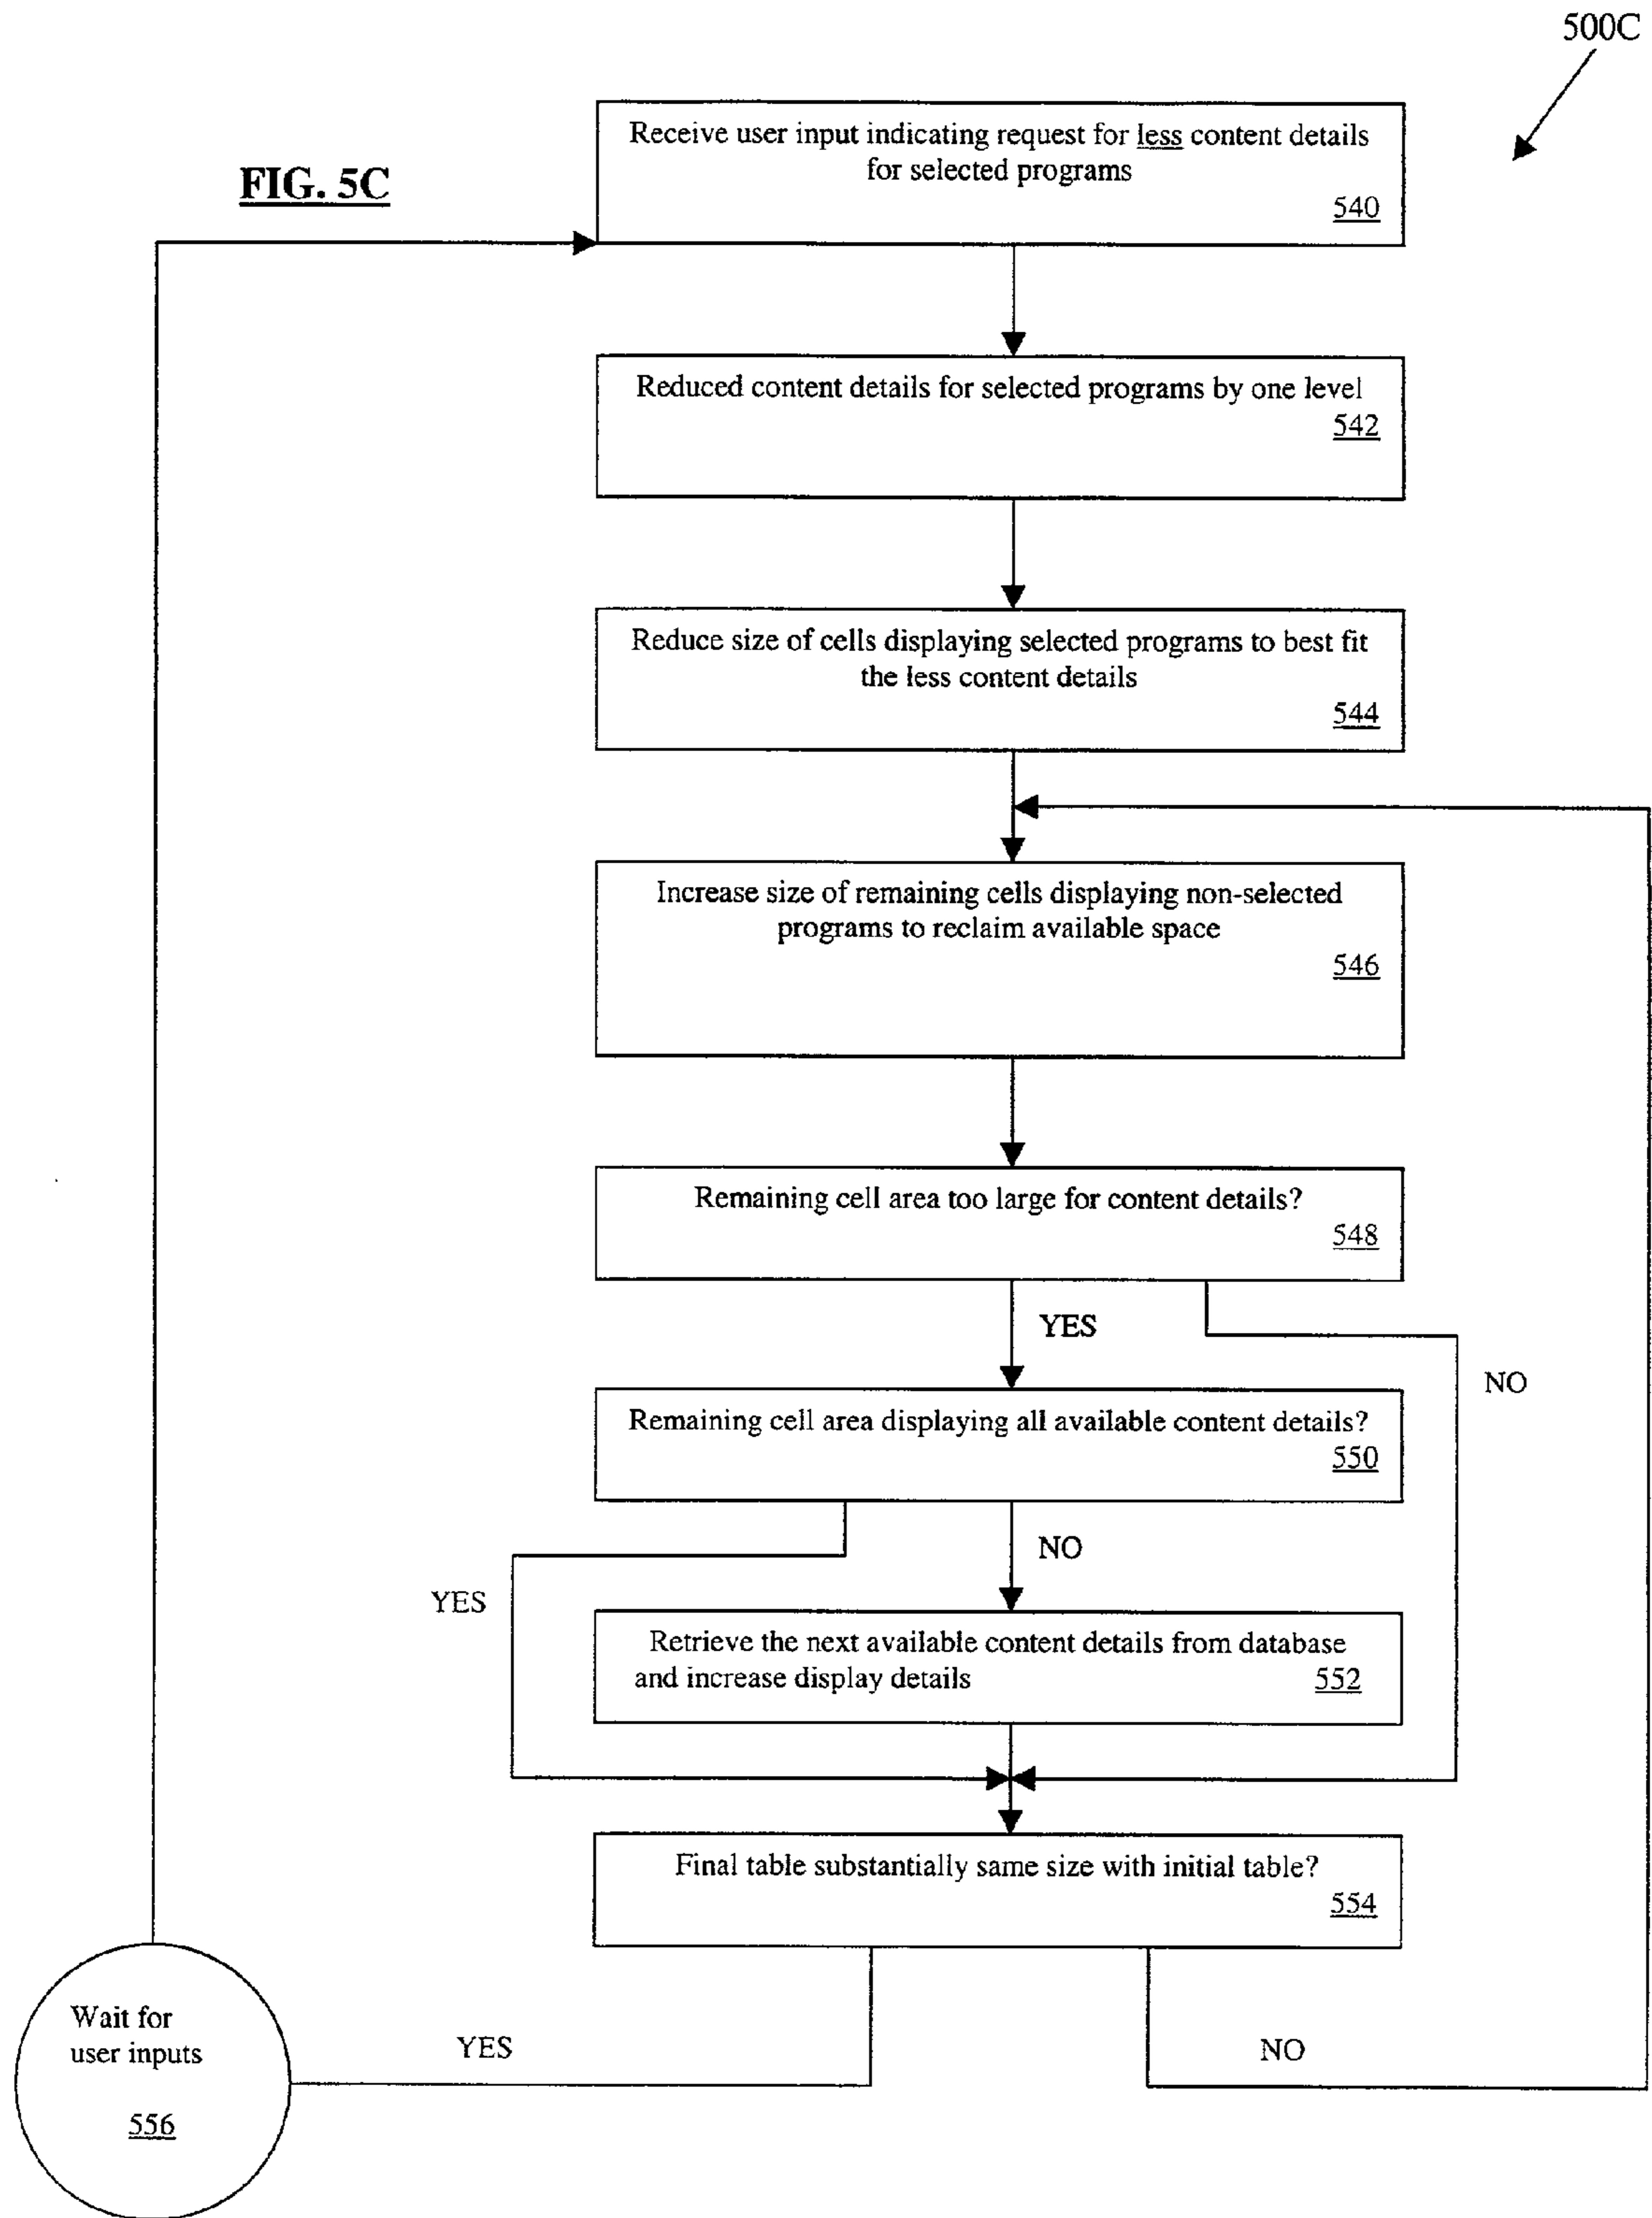 500C
FIG. 5C
Receive user input indicating request for less content details
for selected programs
540
Reduced content details for selected programs by one level
542
Reduce size of cells displaying selected programs to best fit
the less content details
544
Increase size of remaining cells displaying non-selected
programs to reclaim available space
546
Remaining cell area too large for content details?
548
YES
NO
Remaining cell area displaying all available content details?
550
NO
YES
Retrieve the next available content details from database
and increase display details 552
Final table substantially same size with initial table?
554
Wait for
user inputs
556
YES
NO